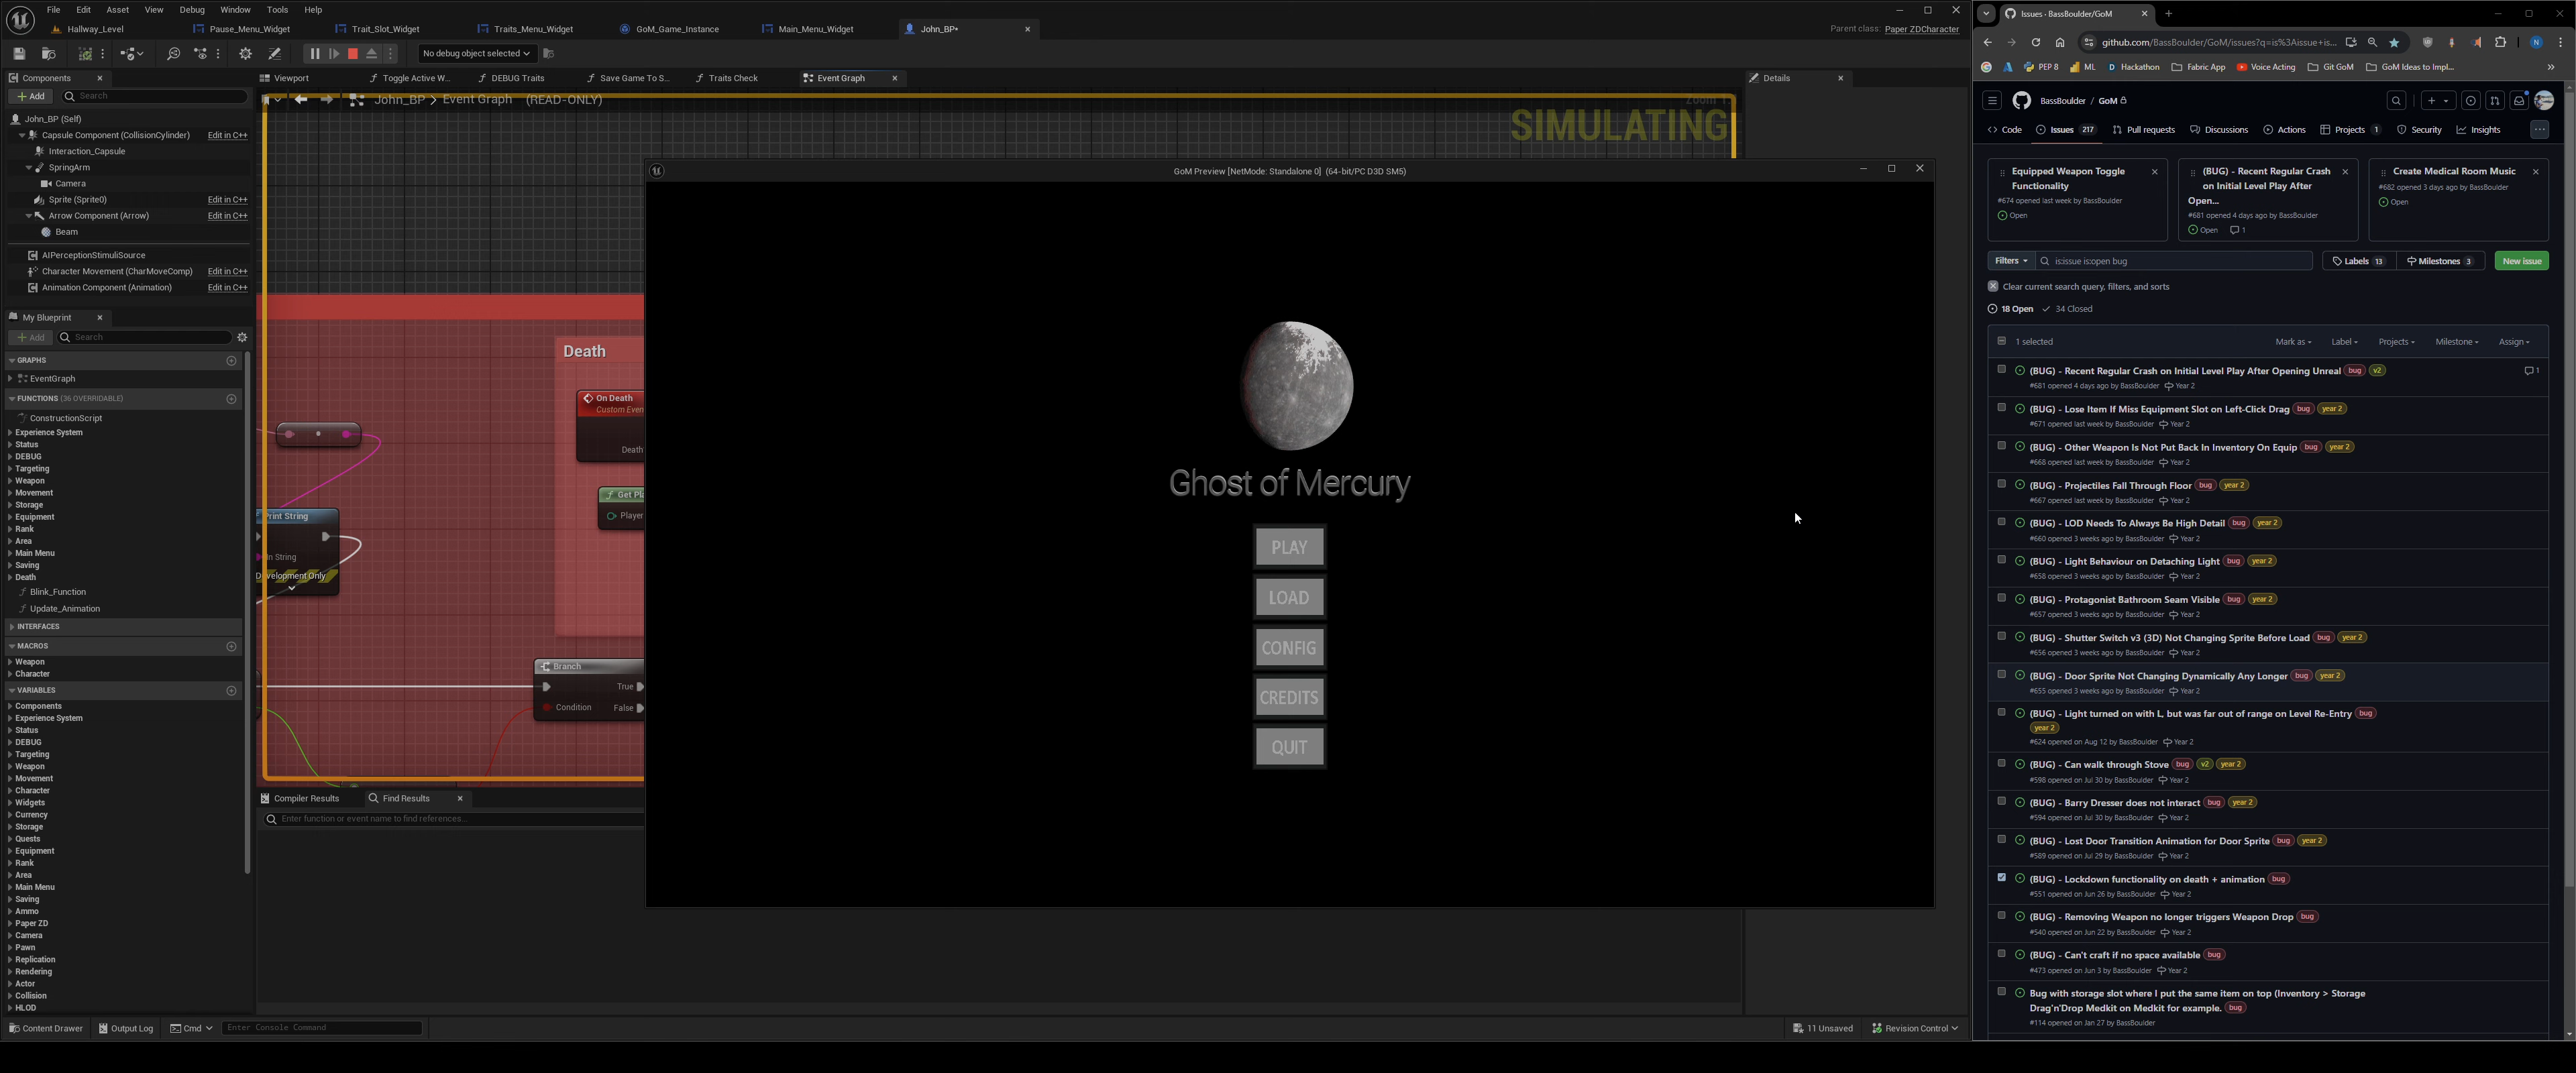 File Edit Asset View Debug Window Tools Help
Hallway_Level Pause_Menu_Widget Trait_Slot_Widget Traits_Menu_Widget GoM_Game_Instance Main_Menu_Widget John_BP*
Parent class: Paper ZDCharacter
No debug object selected
Components
Add
Search
John_BP (Self)
Capsule Component (CollisionCylinder) Edit in C++
Interaction_Capsule
SpringArm
Camera
Sprite (Sprite0) Edit in C++
Arrow Component (Arrow) Edit in C++
Beam
AIPerceptionStimuliSource
Character Movement (CharMoveComp) Edit in C++
Animation Component (Animation) Edit in C++
My Blueprint
Add
Search
GRAPHS
EventGraph
FUNCTIONS (36 OVERRIDABLE)
ConstructionScript
Experience System
Status
DEBUG
Targeting
Weapon
Movement
Storage
Equipment
Rank
Area
Main Menu
Saving
Death
Blink_Function
Update_Animation
INTERFACES
MACROS
Weapon
Character
VARIABLES
Components
Experience System
Status
DEBUG
Targeting
Weapon
Movement
Character
Widgets
Currency
Storage
Quests
Equipment
Rank
Area
Main Menu
Saving
Ammo
Paper ZD
Camera
Pawn
Replication
Rendering
Actor
Collision
HLOD
Viewport Toggle Active W... DEBUG Traits Save Game To S... Traits Check Event Graph
John_BP > Event Graph (READ-ONLY)
SIMULATING
Death
On Death
Custom Even
Death
Get Pla
Player
Print String
In String
Development Only
Branch
True
Condition False
Compiler Results Find Results
Enter function or event name to find references...
Details
GoM Preview [NetMode: Standalone 0] (64-bit/PC D3D SM5)
Ghost of Mercury
PLAY
LOAD
CONFIG
CREDITS
QUIT
Content Drawer Output Log Cmd Enter Console Command
11 Unsaved Revision Control
Issues · BassBoulder/GoM
github.com/BassBoulder/GoM/issues?q=is%3Aissue+is...
PEP 8 ML Hackathon Fabric App Voice Acting Git GoM GoM Ideas to Impl...
BassBoulder / GoM
Code Issues 217 Pull requests Discussions Actions Projects 1 Security Insights
Equipped Weapon Toggle
Functionality
#674 opened last week by BassBoulder
Open
(BUG) - Recent Regular Crash
on Initial Level Play After
Open...
#681 opened 4 days ago by BassBoulder
Open 1
Create Medical Room Music
#682 opened 3 days ago by BassBoulder
Open
Filters is:issue is:open bug Labels 13 Milestones 3 New issue
Clear current search query, filters, and sorts
18 Open 34 Closed
1 selected Mark as Label Projects Milestone Assign
(BUG) - Recent Regular Crash on Initial Level Play After Opening Unreal bug v2 1
#681 opened 4 days ago by BassBoulder Year 2
(BUG) - Lose Item If Miss Equipment Slot on Left-Click Drag bug year 2
#671 opened last week by BassBoulder Year 2
(BUG) - Other Weapon Is Not Put Back In Inventory On Equip bug year 2
#668 opened last week by BassBoulder Year 2
(BUG) - Projectiles Fall Through Floor bug year 2
#667 opened last week by BassBoulder Year 2
(BUG) - LOD Needs To Always Be High Detail bug year 2
#660 opened 3 weeks ago by BassBoulder Year 2
(BUG) - Light Behaviour on Detaching Light bug year 2
#658 opened 3 weeks ago by BassBoulder Year 2
(BUG) - Protagonist Bathroom Seam Visible bug year 2
#657 opened 3 weeks ago by BassBoulder Year 2
(BUG) - Shutter Switch v3 (3D) Not Changing Sprite Before Load bug year 2
#656 opened 3 weeks ago by BassBoulder Year 2
(BUG) - Door Sprite Not Changing Dynamically Any Longer bug year 2
#655 opened 3 weeks ago by BassBoulder Year 2
(BUG) - Light turned on with L, but was far out of range on Level Re-Entry bug
year 2
#624 opened on Aug 12 by BassBoulder Year 2
(BUG) - Can walk through Stove bug v2 year 2
#598 opened on Jul 30 by BassBoulder Year 2
(BUG) - Barry Dresser does not interact bug year 2
#594 opened on Jul 30 by BassBoulder Year 2
(BUG) - Lost Door Transition Animation for Door Sprite bug year 2
#589 opened on Jul 29 by BassBoulder Year 2
(BUG) - Lockdown functionality on death + animation bug
#551 opened on Jun 26 by BassBoulder Year 2
(BUG) - Removing Weapon no longer triggers Weapon Drop bug
#540 opened on Jun 22 by BassBoulder Year 2
(BUG) - Can't craft if no space available bug
#473 opened on Jun 3 by BassBoulder Year 2
Bug with storage slot where I put the same item on top (Inventory > Storage
Drag'n'Drop Medkit on Medkit for example. bug
#114 opened on Jan 27 by BassBoulder